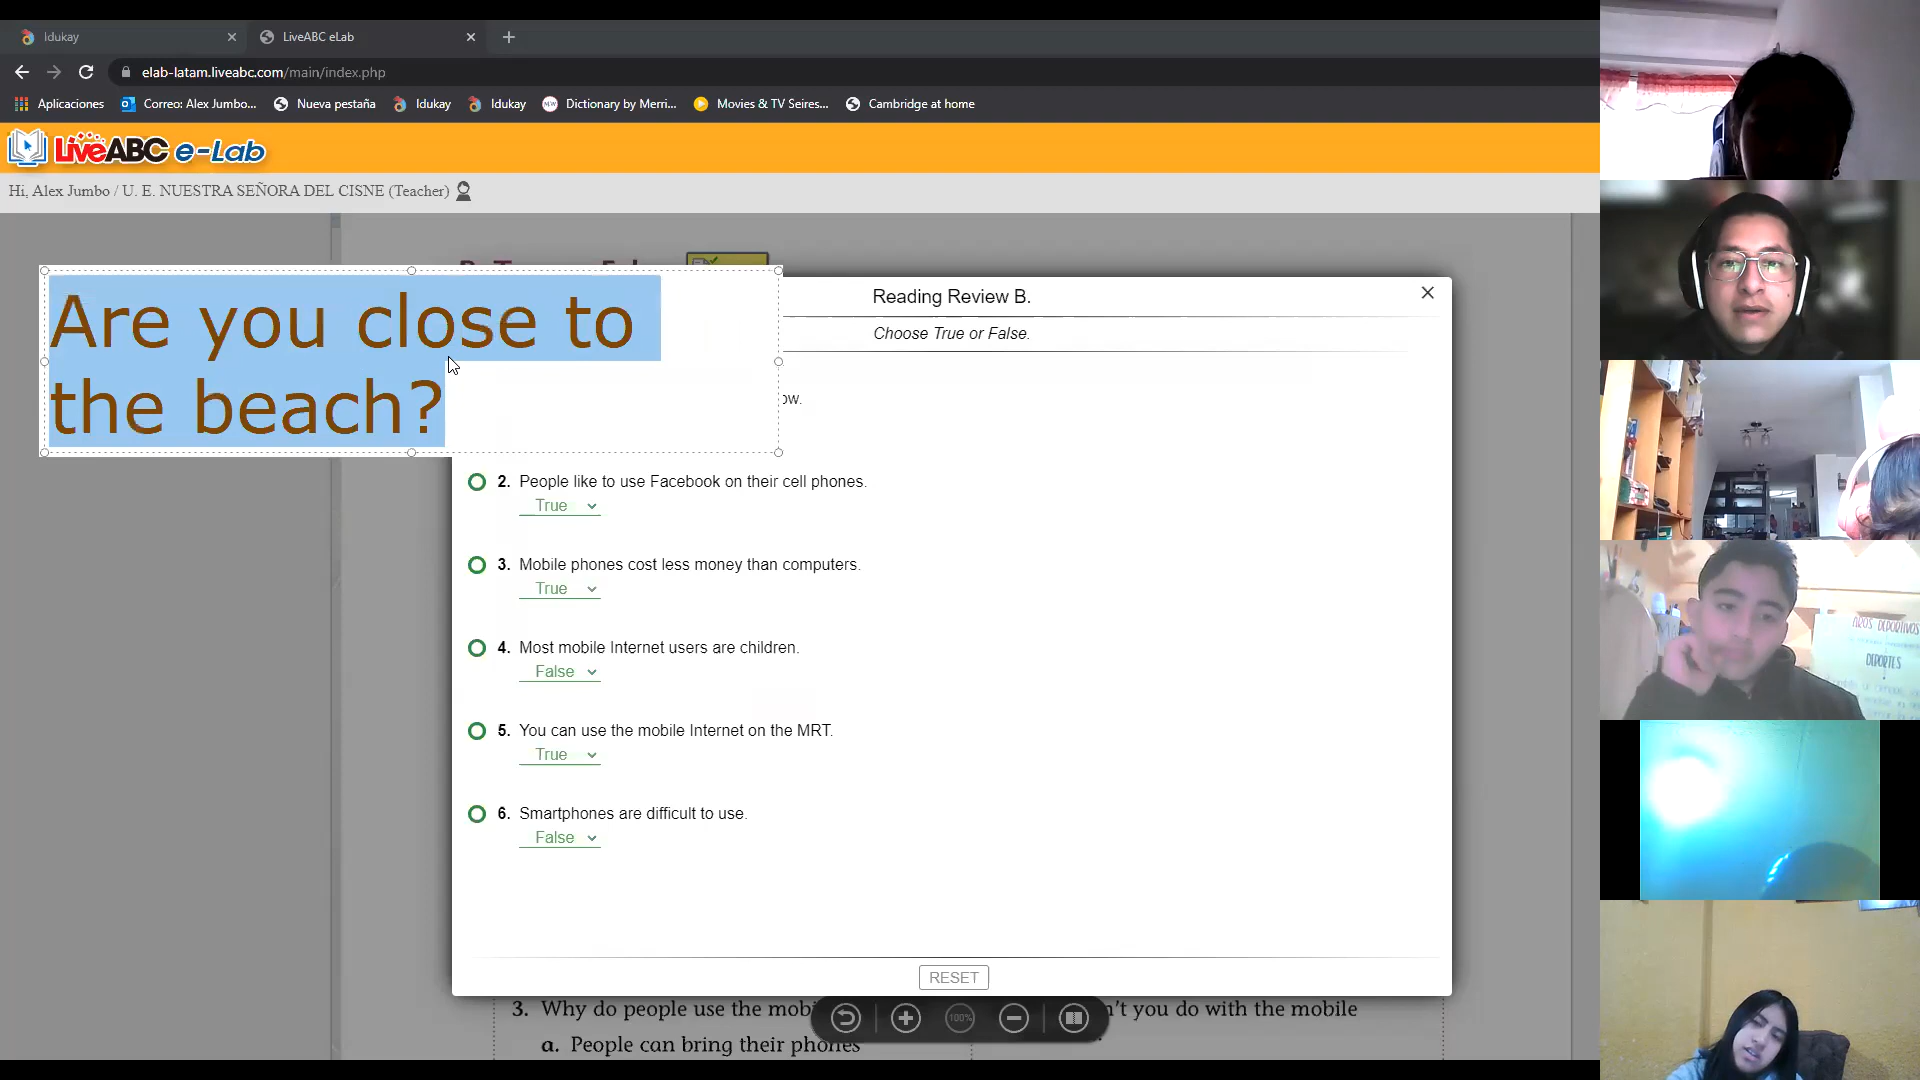 Idukay
LiveABC eLab
elab-latam.liveabc.com/main/index.php
Aplicaciones
Correo: Alex Jumbo...
Nueva pestaña
Idukay
Idukay
Dictionary by Merri...
Movies & TV Seires...
Cambridge at home
LiveABC e-Lab
Hi, Alex Jumbo / U. E. NUESTRA SEÑORA DEL CISNE (Teacher)
Are you close to
the beach?
Reading Review B.
Choose True or False.
ow.
2. People like to use Facebook on their cell phones.
True
3. Mobile phones cost less money than computers.
True
4. Most mobile Internet users are children.
False
5. You can use the mobile Internet on the MRT.
True
6. Smartphones are difficult to use.
False
RESET
3. Why do people use the mobi
n't you do with the mobile
100%
a. People can bring their phones
DEPORTES